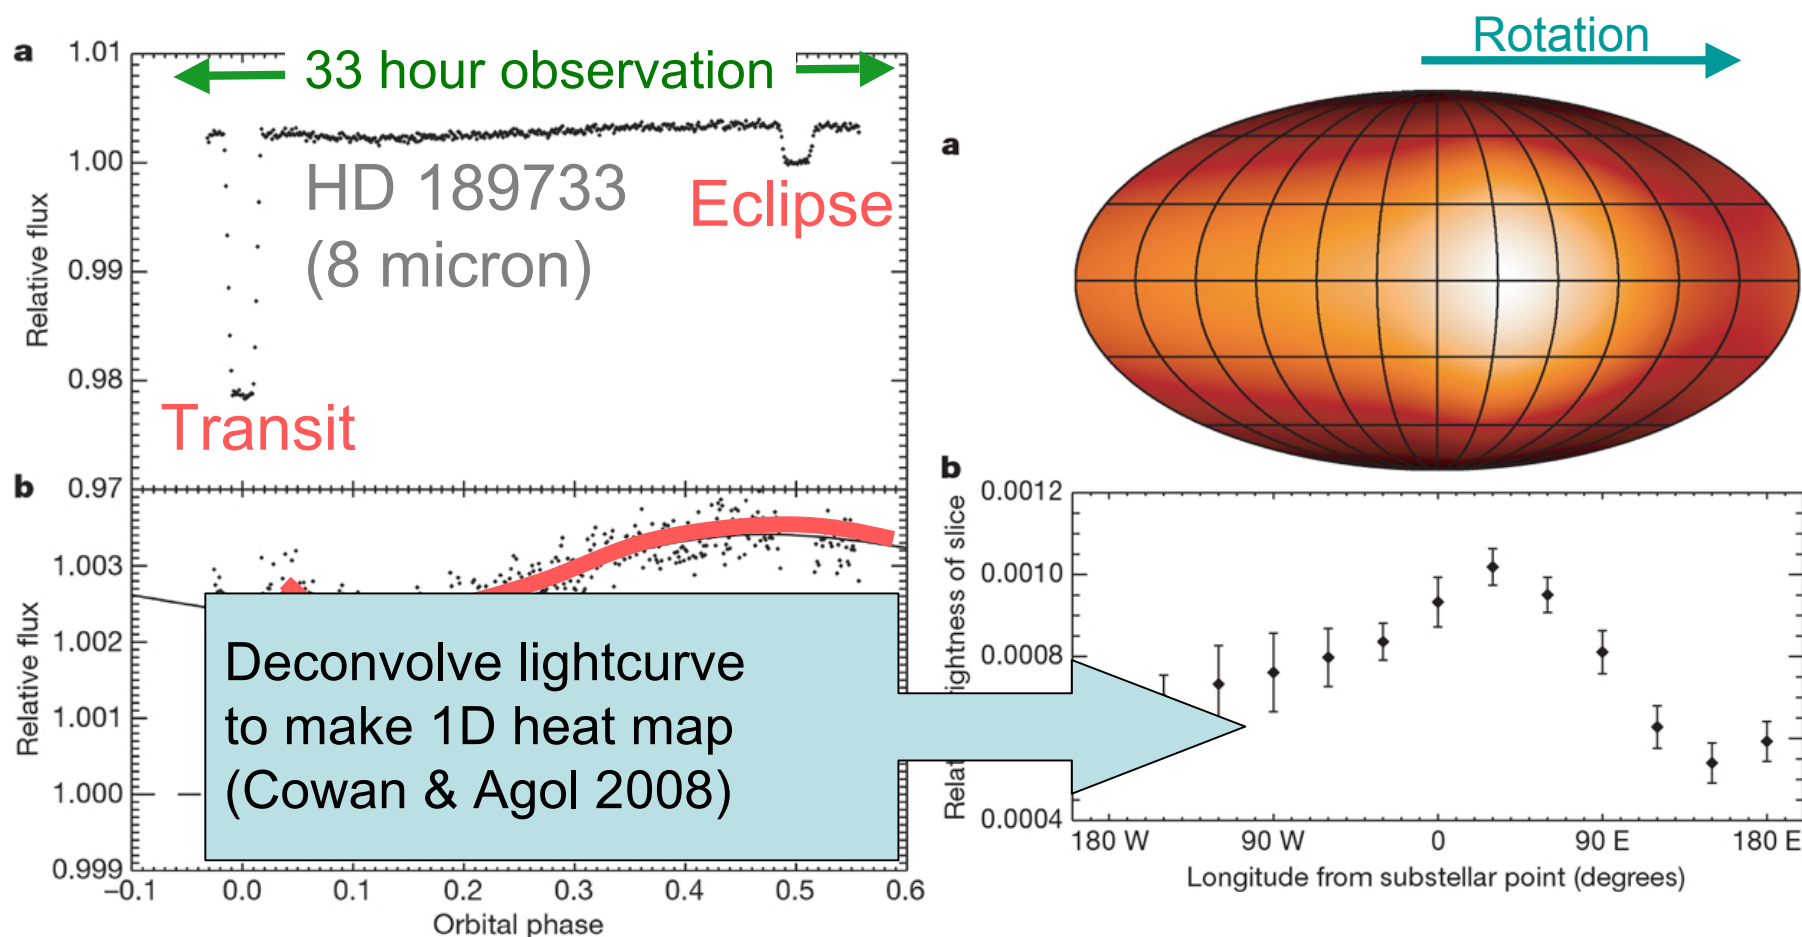 a
1.01
33 hour observation
1.00
HD 189733
(8 micron)
Eclipse
0.99
0.98
Transit
Relative flux
b
0.97
1.003
1.002
1.001
1.000
0.999
Relative flux
Deconvolve lightcurve
to make 1D heat map
(Cowan & Agol 2008)
−0.1
0.0
0.1
0.2
0.3
0.4
0.5
0.6
Orbital phase
Rotation
a
b
0.0012
0.0010
0.0008
0.0004
of slice
180 W
90 W
0
90 E
180 E
Longitude from substellar point (degrees)